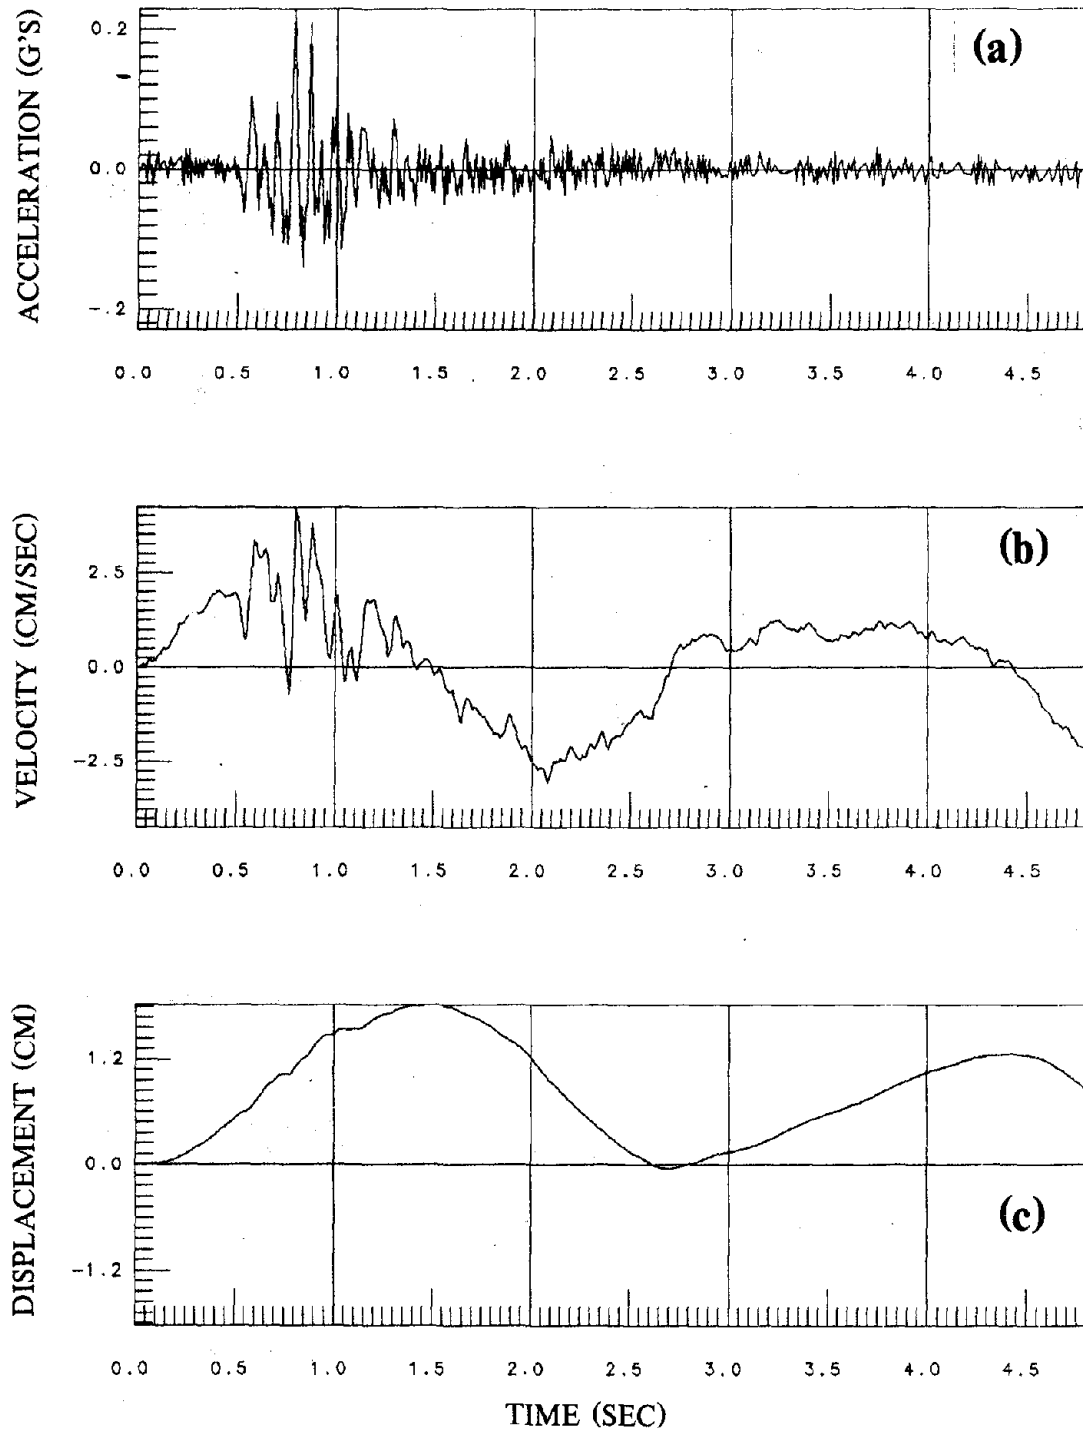 ACCELERATION (G'S)
0.2
0.0
-.2
(a)
0.0 0.5 1.0 1.5 2.0 2.5 3.0 3.5 4.0 4.5
VELOCITY (CM/SEC)
2.5
0.0
-2.5
(b)
0.0 0.5 1.0 1.5 2.0 2.5 3.0 3.5 4.0 4.5
DISPLACEMENT (CM)
1.2
0.0
-1.2
(c)
0.0 0.5 1.0 1.5 2.0 2.5 3.0 3.5 4.0 4.5
TIME (SEC)